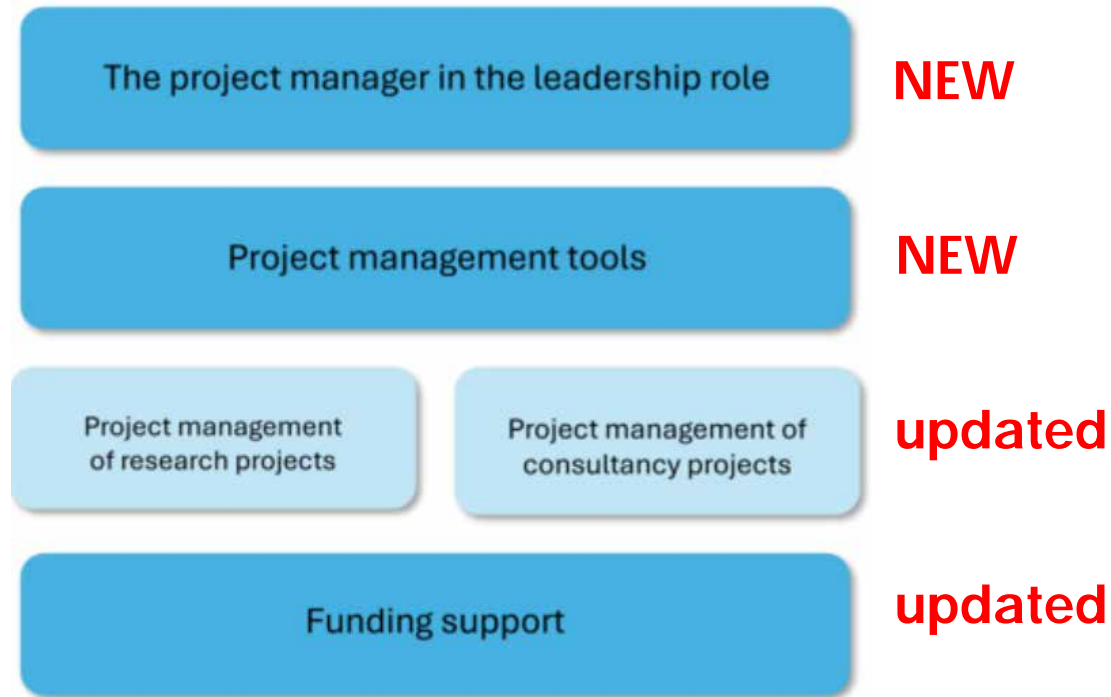 The project manager in the leadership role
NEW
Project management tools
NEW
Project management
of research projects
Project management of
consultancy projects
updated
Funding support
updated